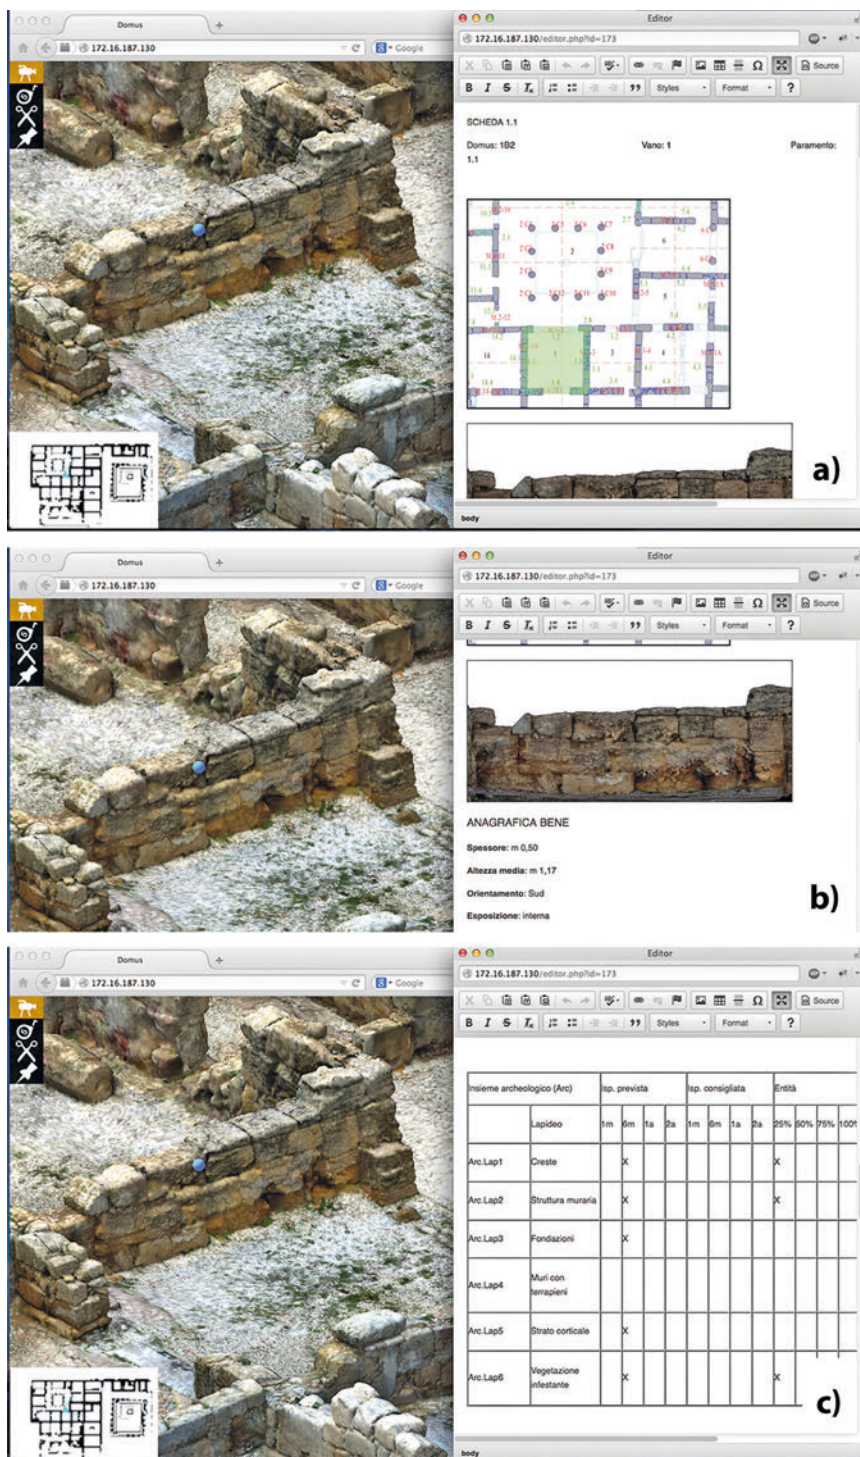 Domus
172.16.187.130
Google
Editor
172.16.187.130/editor.php?id=173
Source
B I S Tx Styles Format ?
SCHEDA 1.1
Domus: 1B2 Vano: 1 Paramento:
1.1
body
a)
Domus
172.16.187.130
Google
Editor
172.16.187.130/editor.php?id=173
Source
B I S Tx Styles Format ?
ANAGRAFICA BENE
Spessore: m 0,50
Altezza media: m 1,17
Orientamento: Sud
Esposizione: interna
b)
Domus
172.16.187.130
Google
Editor
172.16.187.130/editor.php?id=173
Source
B I S Tx Styles Format ?
Insieme archeologico (Arc) Isp. prevista Isp. consigliata Entità
Lapideo 1m 6m 1a 2a 1m 6m 1a 2a 25% 50% 75% 100%
Arc.Lap1 Creste X X
Arc.Lap2 Struttura muraria X X
Arc.Lap3 Fondazioni X
Arc.Lap4 Muri con
terrapieni
Arc.Lap5 Strato corticale X
Arc.Lap6 Vegetazione
infestante X X
c)
body